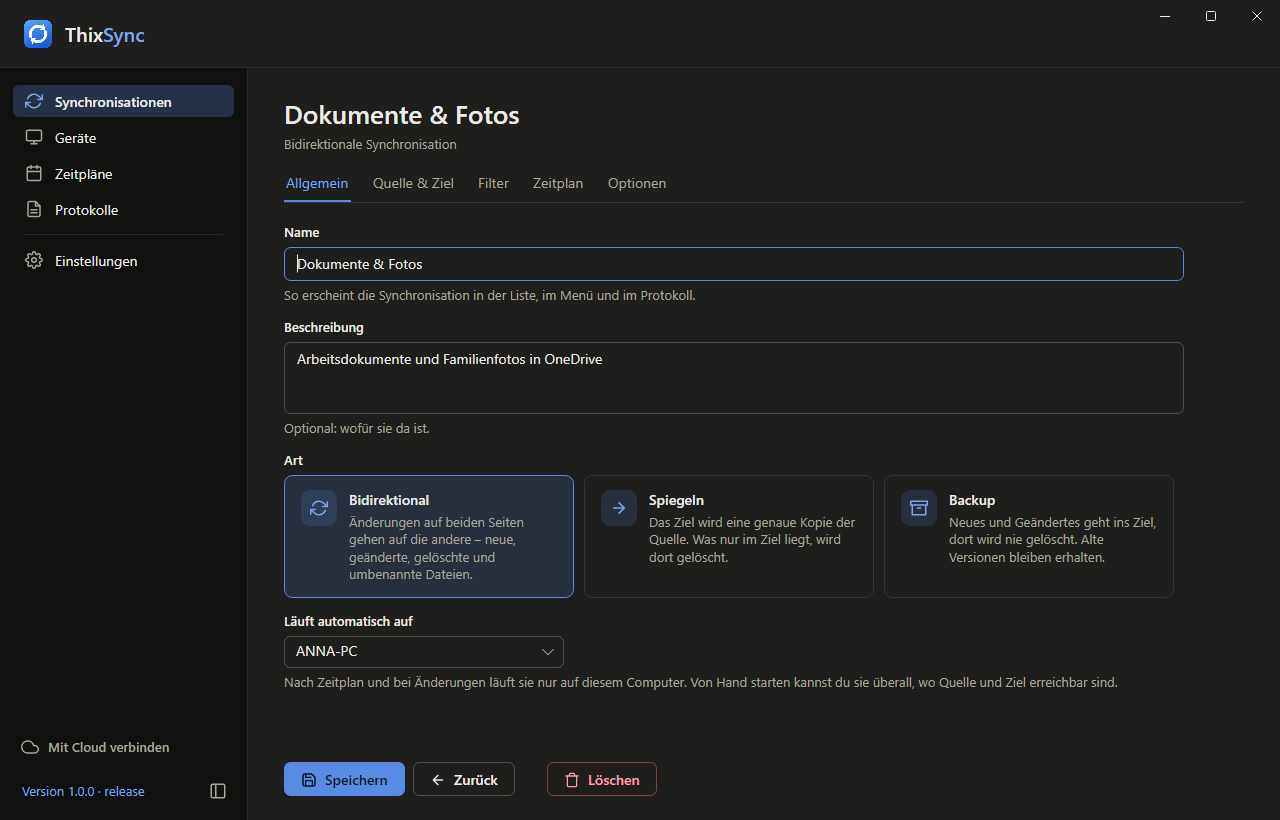 ThixSync
Synchronisationen
Geräte
Zeitpläne
Protokolle
Einstellungen
Mit Cloud verbinden
Version 1.0.0 · release
Dokumente & Fotos
Bidirektionale Synchronisation
Allgemein Quelle & Ziel Filter Zeitplan Optionen
Name
Dokumente & Fotos
So erscheint die Synchronisation in der Liste, im Menü und im Protokoll.
Beschreibung
Arbeitsdokumente und Familienfotos in OneDrive
Optional: wofür sie da ist.
Art
Bidirektional
Änderungen auf beiden Seiten
gehen auf die andere – neue,
geänderte, gelöschte und
umbenannte Dateien.
Spiegeln
Das Ziel wird eine genaue Kopie der
Quelle. Was nur im Ziel liegt, wird
dort gelöscht.
Backup
Neues und Geändertes geht ins Ziel,
dort wird nie gelöscht. Alte
Versionen bleiben erhalten.
Läuft automatisch auf
ANNA-PC
Nach Zeitplan und bei Änderungen läuft sie nur auf diesem Computer. Von Hand starten kannst du sie überall, wo Quelle und Ziel erreichbar sind.
Speichern Zurück Löschen